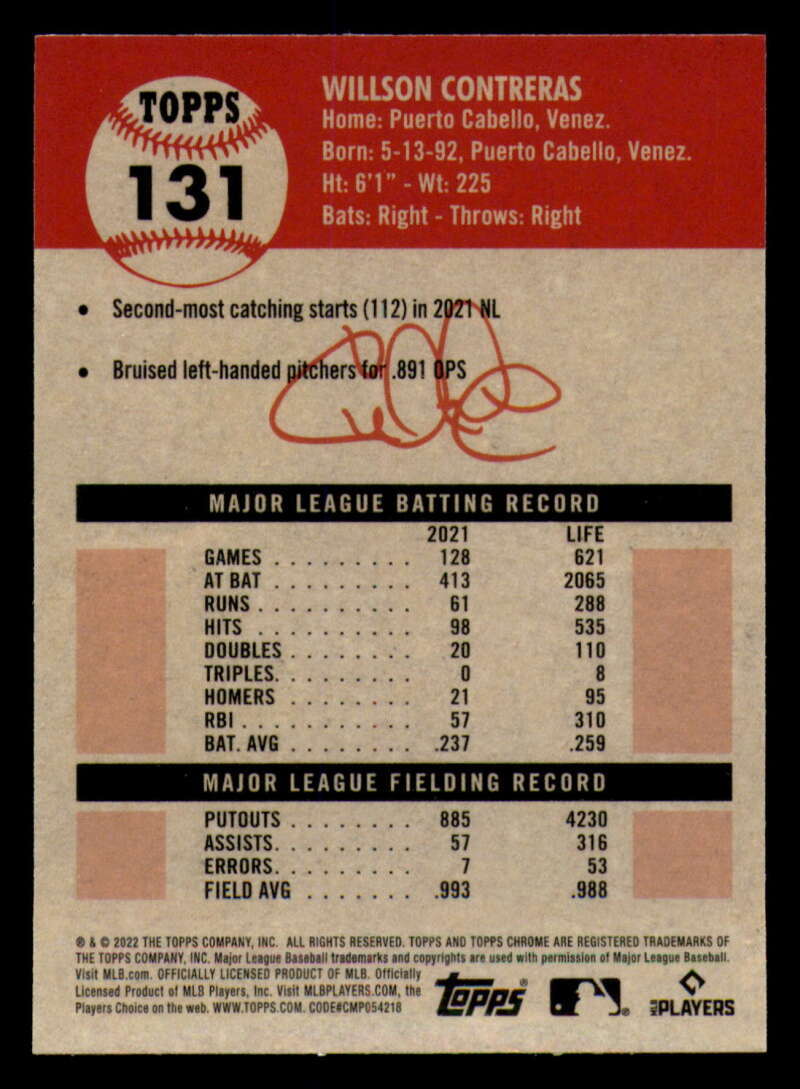 TOPPS
131
WILLSON CONTRERAS
Home: Puerto Cabello, Venez.
Born: 5-13-92, Puerto Cabello, Venez.
Ht: 6'1" - Wt: 225
Bats: Right - Throws: Right
• Second-most catching starts (112) in 2021 NL
• Bruised left-handed pitchers for .891 OPS
MAJOR LEAGUE BATTING RECORD
2021 LIFE
GAMES . . . . . . . . . 128 621
AT BAT . . . . . . . . . 413 2065
RUNS . . . . . . . . . . 61 288
HITS . . . . . . . . . . 98 535
DOUBLES . . . . . . . . 20 110
TRIPLES. . . . . . . . . 0 8
HOMERS . . . . . . . . 21 95
RBI . . . . . . . . . . . 57 310
BAT. AVG . . . . . . . . .237 .259
MAJOR LEAGUE FIELDING RECORD
PUTOUTS . . . . . . . . 885 4230
ASSISTS. . . . . . . . . 57 316
ERRORS. . . . . . . . . 7 53
FIELD AVG . . . . . . . .993 .988
® & © 2022 THE TOPPS COMPANY, INC. ALL RIGHTS RESERVED. TOPPS AND TOPPS CHROME ARE REGISTERED TRADEMARKS OF
THE TOPPS COMPANY, INC. Major League Baseball trademarks and copyrights are used with permission of Major League Baseball.
Visit MLB.com. OFFICIALLY LICENSED PRODUCT OF MLB. Officially
Licensed Product of MLB Players, Inc. Visit MLBPLAYERS.COM, the
Players Choice on the web. WWW.TOPPS.COM. CODE#CMP054218
topps®
MLB PLAYERS